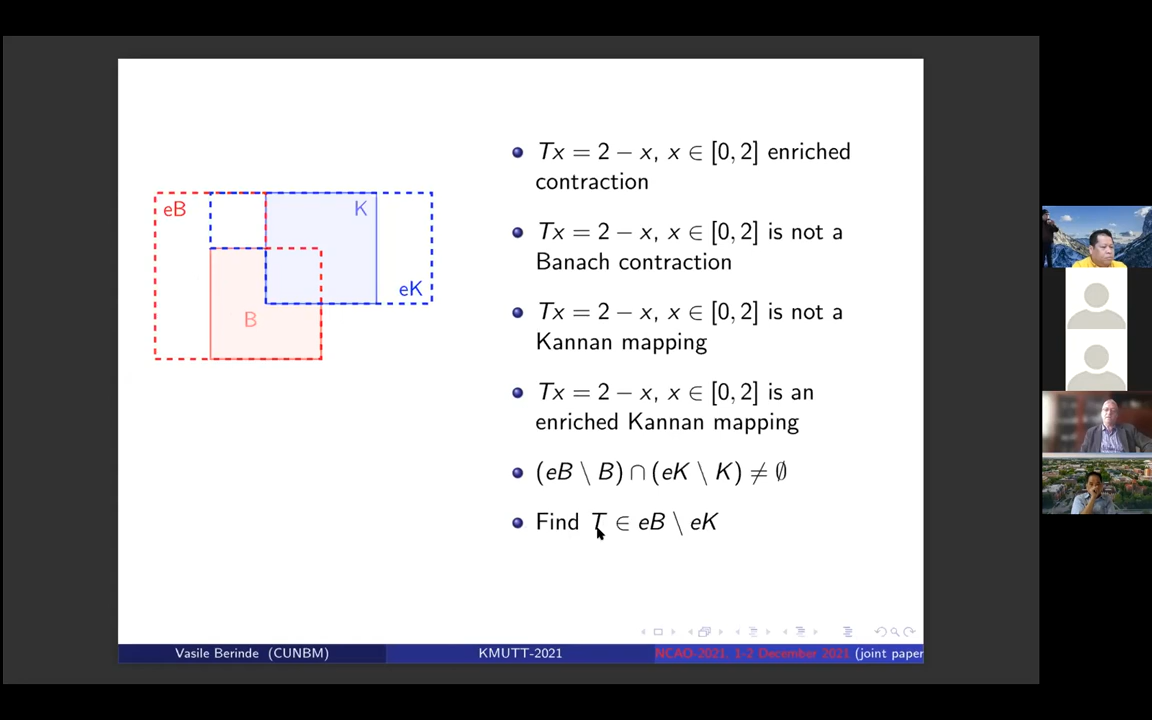 eB
K
eK
B
• Tx = 2 − x, x ∈ [0, 2] enriched
contraction
• Tx = 2 − x, x ∈ [0, 2] is not a
Banach contraction
• Tx = 2 − x, x ∈ [0, 2] is not a
Kannan mapping
• Tx = 2 − x, x ∈ [0, 2] is an
enriched Kannan mapping
• (eB \ B) ∩ (eK \ K) ≠ ∅
• Find T ∈ eB \ eK
Vasile Berinde (CUNBM) KMUTT-2021 NCAO-2021, 1-2 December 2021 (joint paper